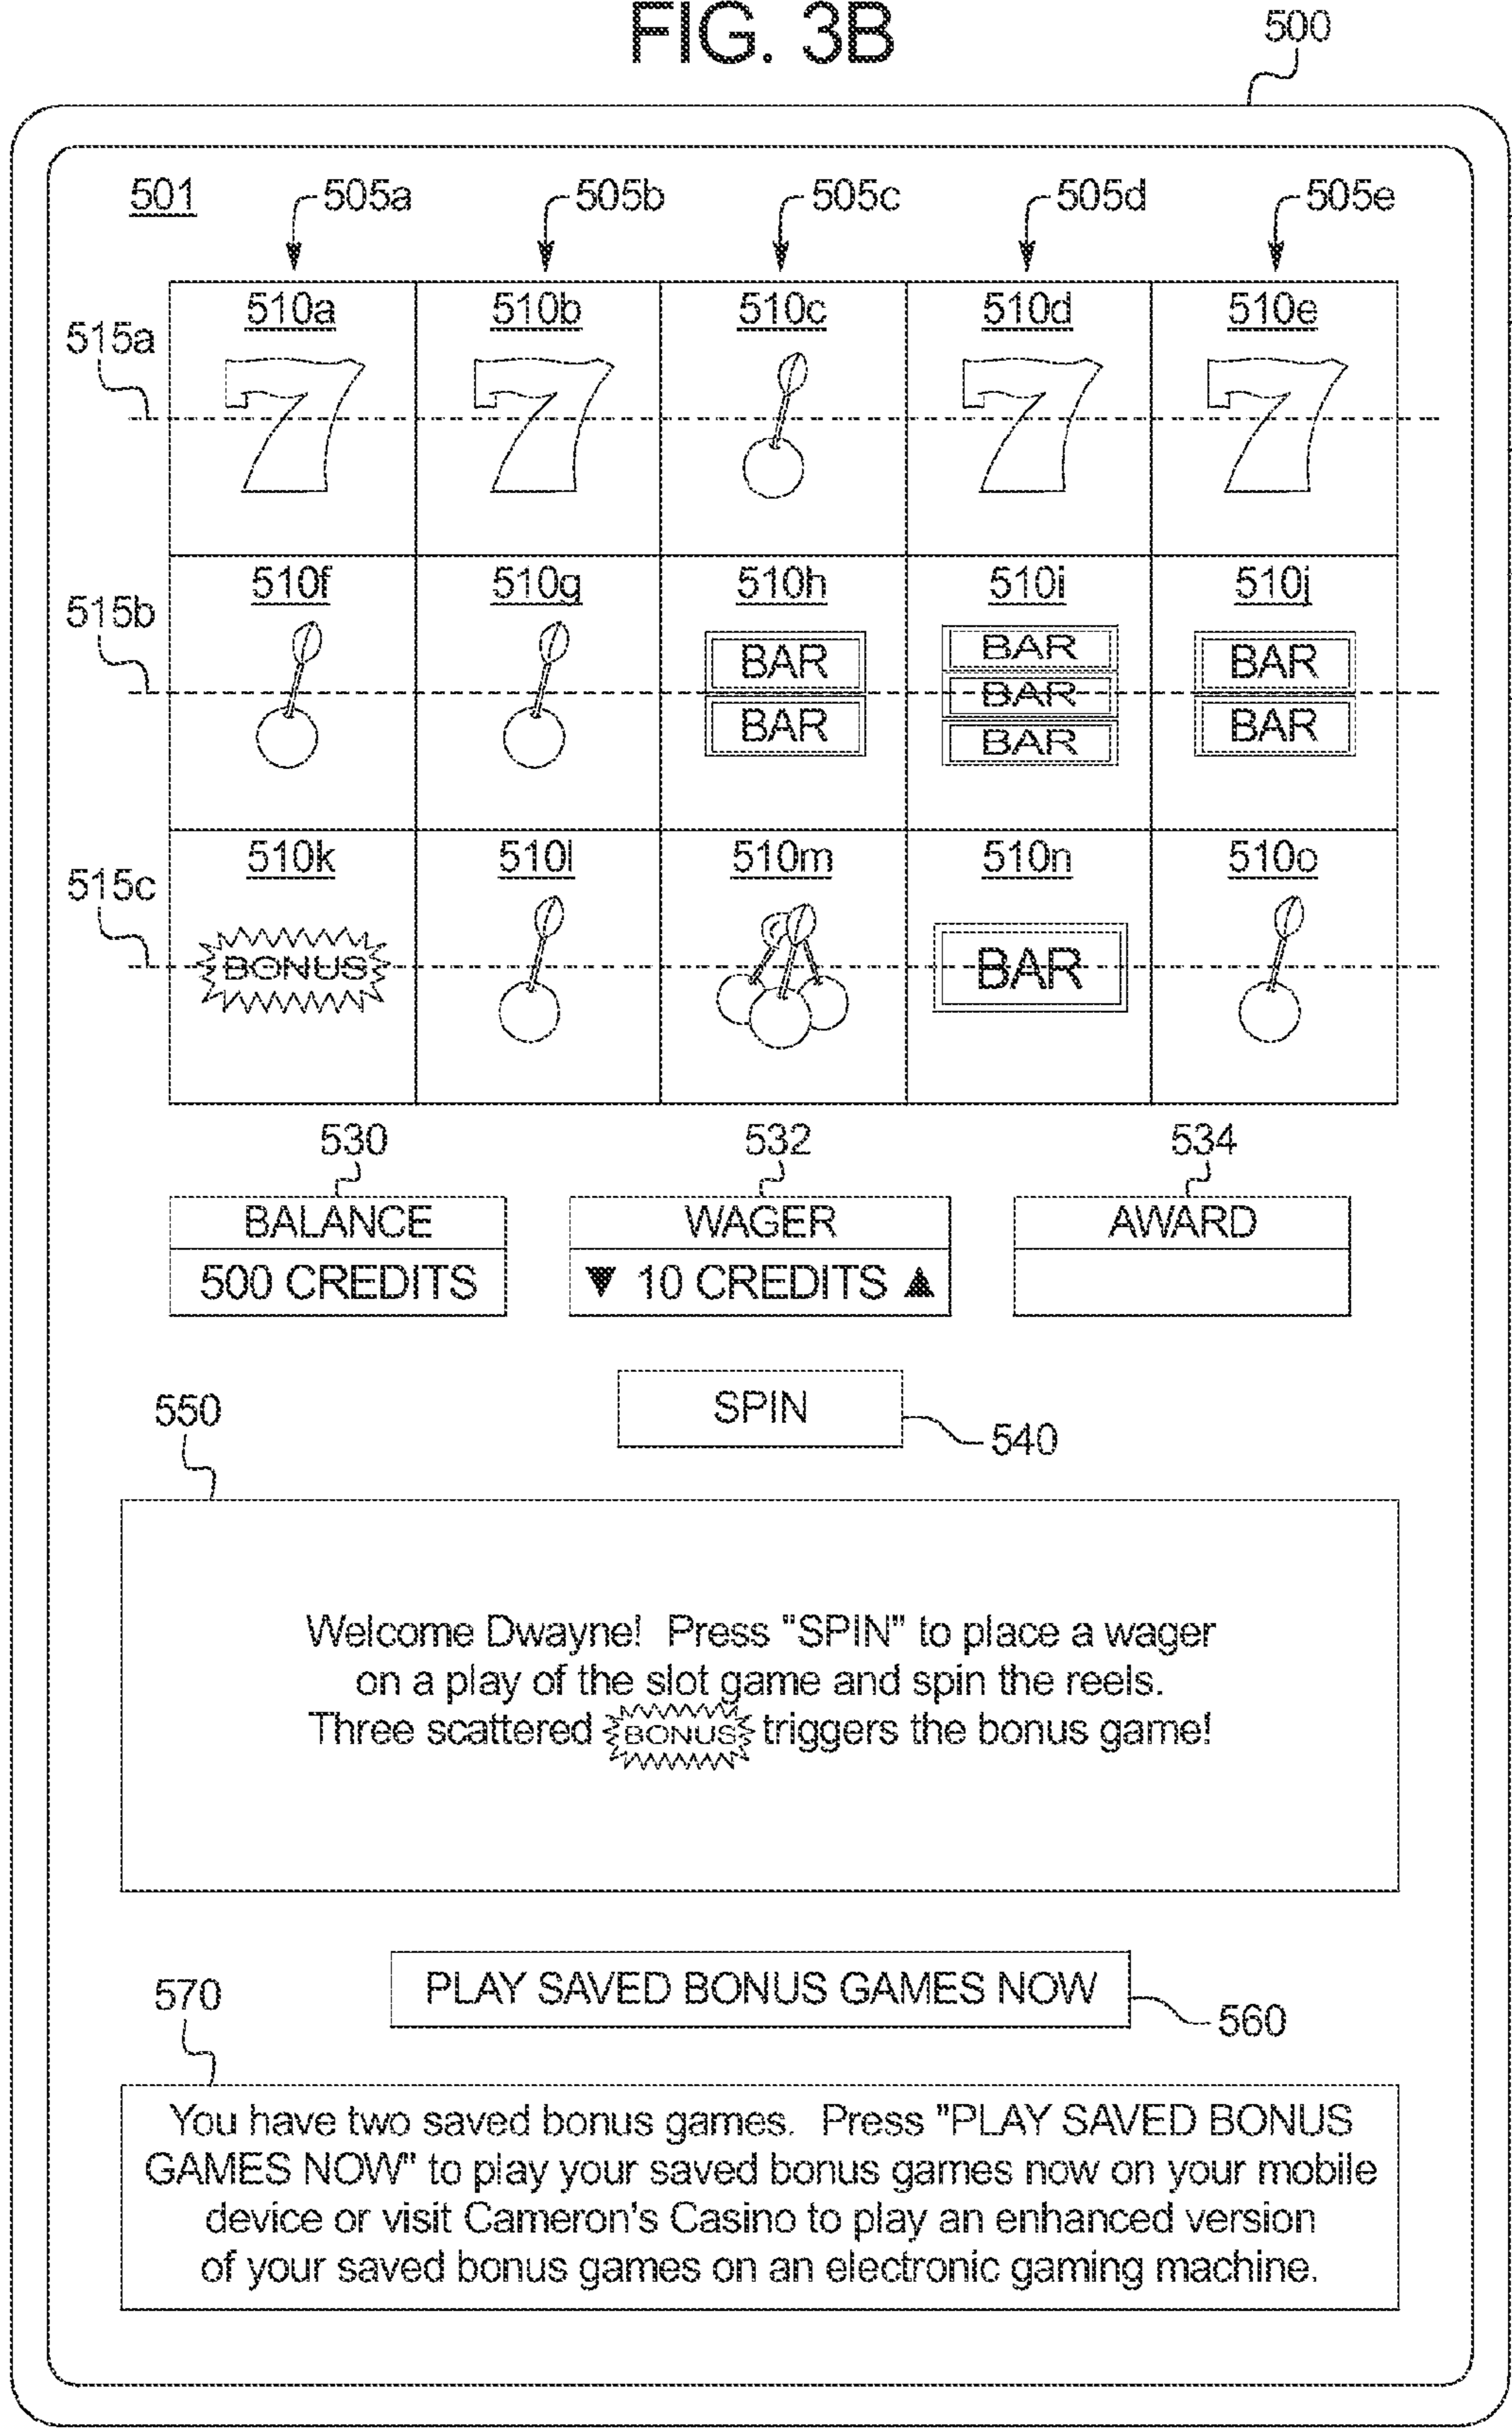 FIG. 3B
500
501 505a 505b 505c 505d 505e
510a 510b 510c 510d 510e
515a
7 7 7 7
510f 510g 510h 510i 510j
515b
BAR BAR BAR
BAR
BAR BAR BAR
510k 510l 510m 510n 510o
515c
BONUS BAR
530 532 534
BALANCE WAGER AWARD
500 CREDITS ▼ 10 CREDITS ▲
SPIN
550
540
Welcome Dwayne! Press "SPIN" to place a wager
on a play of the slot game and spin the reels.
Three scattered BONUS triggers the bonus game!
PLAY SAVED BONUS GAMES NOW
570
560
You have two saved bonus games. Press "PLAY SAVED BONUS
GAMES NOW" to play your saved bonus games now on your mobile
device or visit Cameron's Casino to play an enhanced version
of your saved bonus games on an electronic gaming machine.